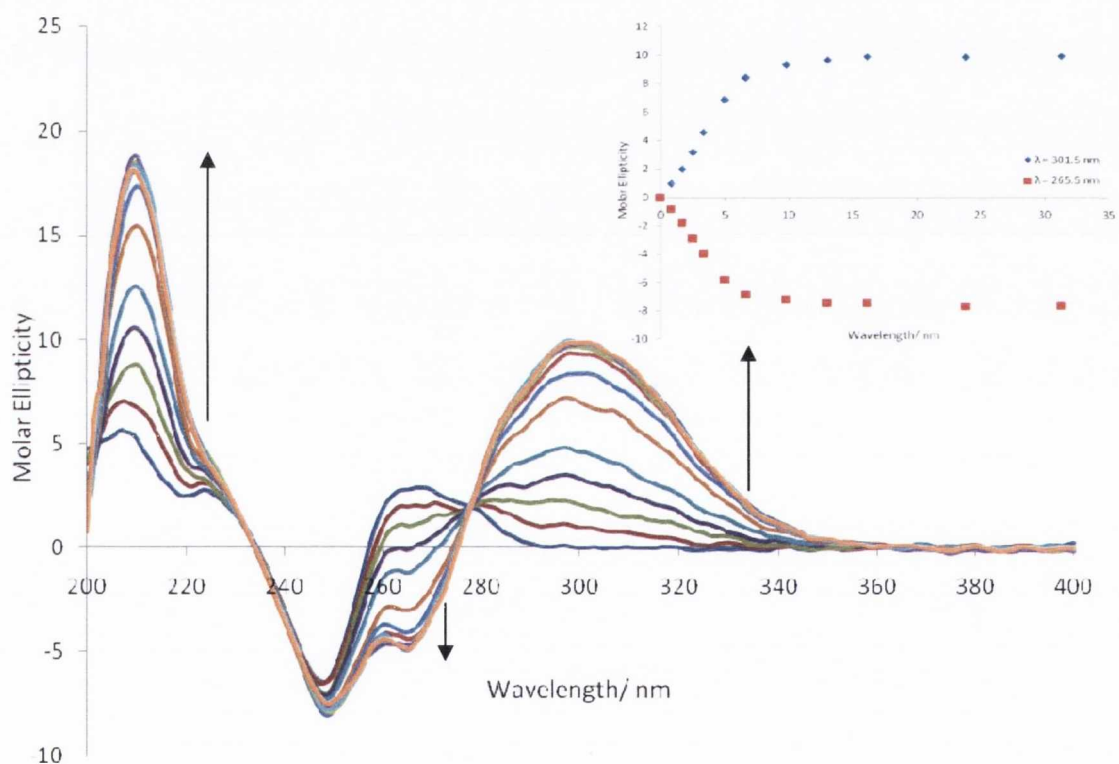 25
20
15
10
5
0
-5
-10
Molar Ellipticity
200 220 240 260 280 300 320 340 360 380 400
Wavelength/ nm
12
10
8
6
4
2
0
-2
-4
-6
-8
-10
Molar Ellipticity
0 5 10 15 20 25 30 35
λ = 301.5 nm
λ = 265.5 nm
Wavelength/ nm